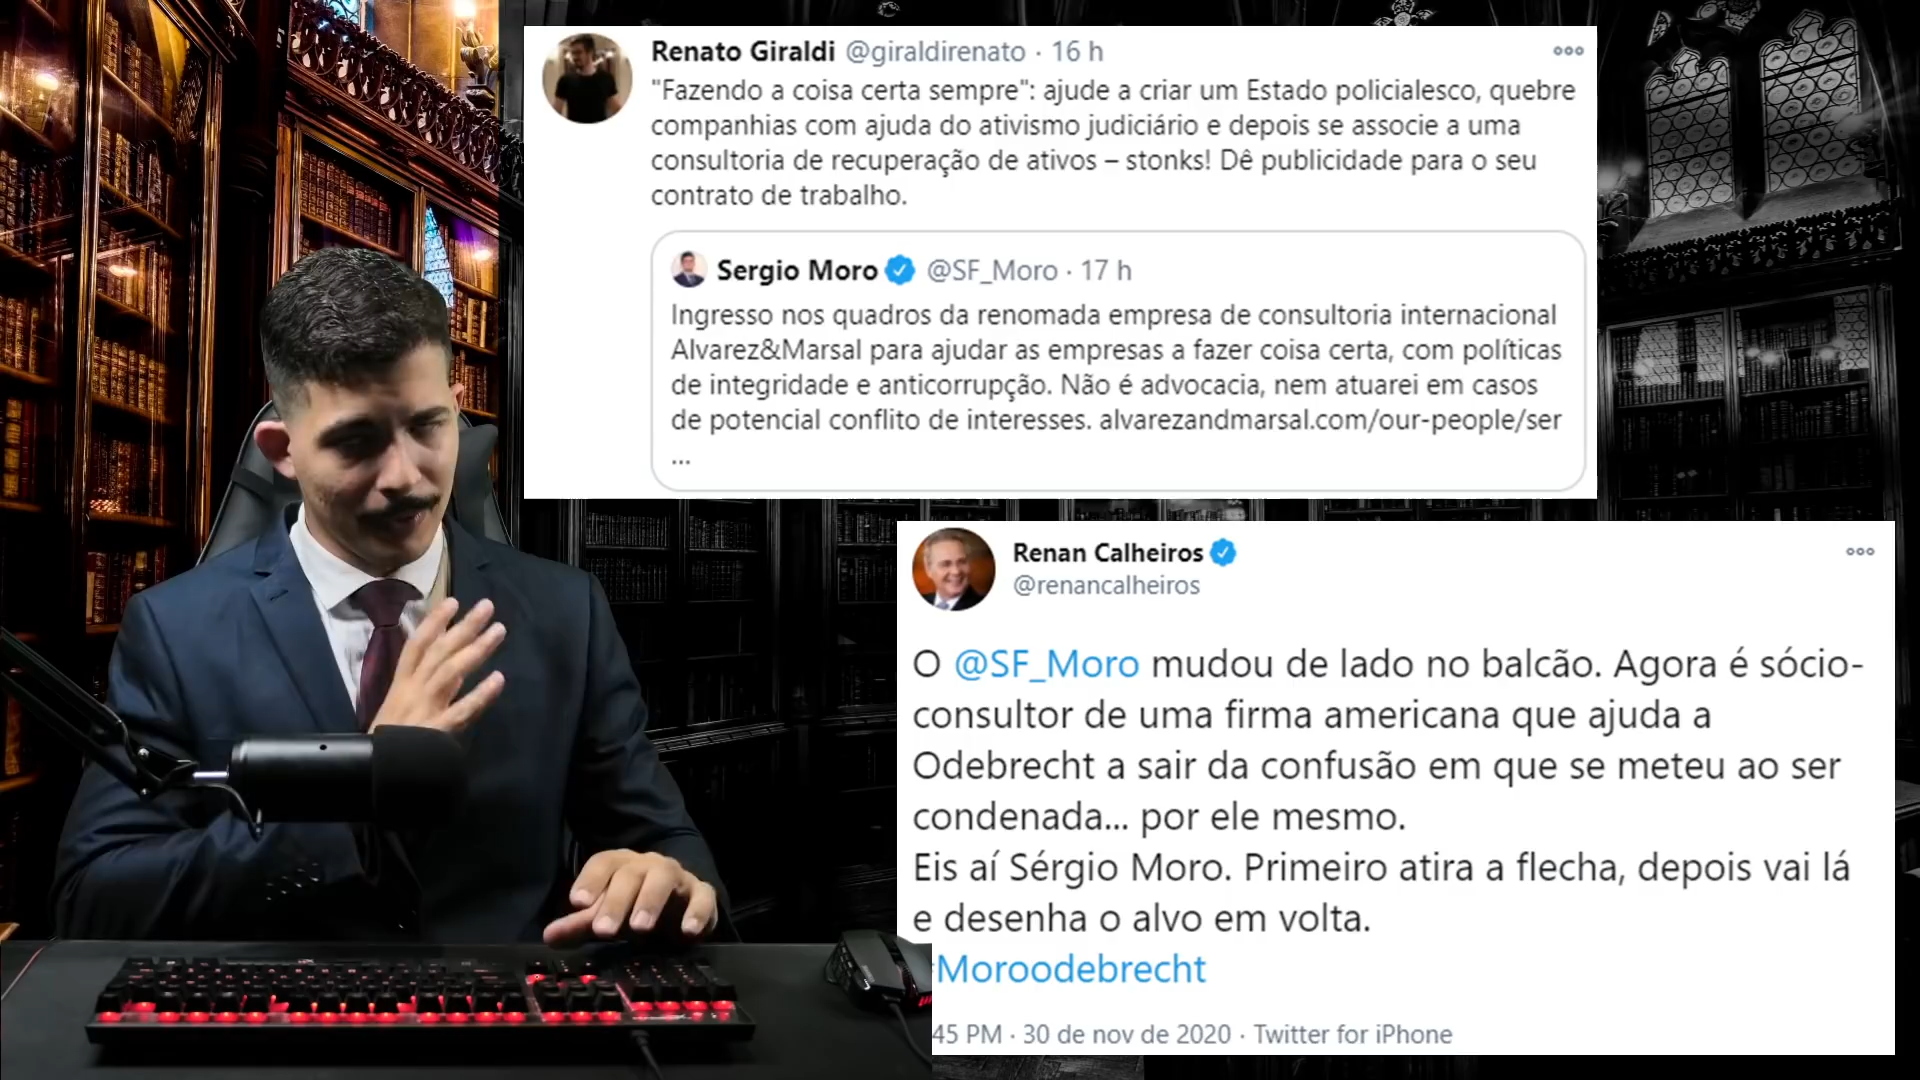 Renato Giraldi @giraldirenato · 16 h
"Fazendo a coisa certa sempre": ajude a criar um Estado policialesco, quebre
companhias com ajuda do ativismo judiciário e depois se associe a uma
consultoria de recuperação de ativos – stonks! Dê publicidade para o seu
contrato de trabalho.
Sergio Moro @SF_Moro · 17 h
Ingresso nos quadros da renomada empresa de consultoria internacional
Alvarez&Marsal para ajudar as empresas a fazer coisa certa, com políticas
de integridade e anticorrupção. Não é advocacia, nem atuarei em casos
de potencial conflito de interesses. alvarezandmarsal.com/our-people/ser
...
Renan Calheiros
@renancalheiros
O @SF_Moro mudou de lado no balcão. Agora é sócio-
consultor de uma firma americana que ajuda a
Odebrecht a sair da confusão em que se meteu ao ser
condenada... por ele mesmo.
Eis aí Sérgio Moro. Primeiro atira a flecha, depois vai lá
e desenha o alvo em volta.
#Moroodebrecht
45 PM · 30 de nov de 2020 · Twitter for iPhone